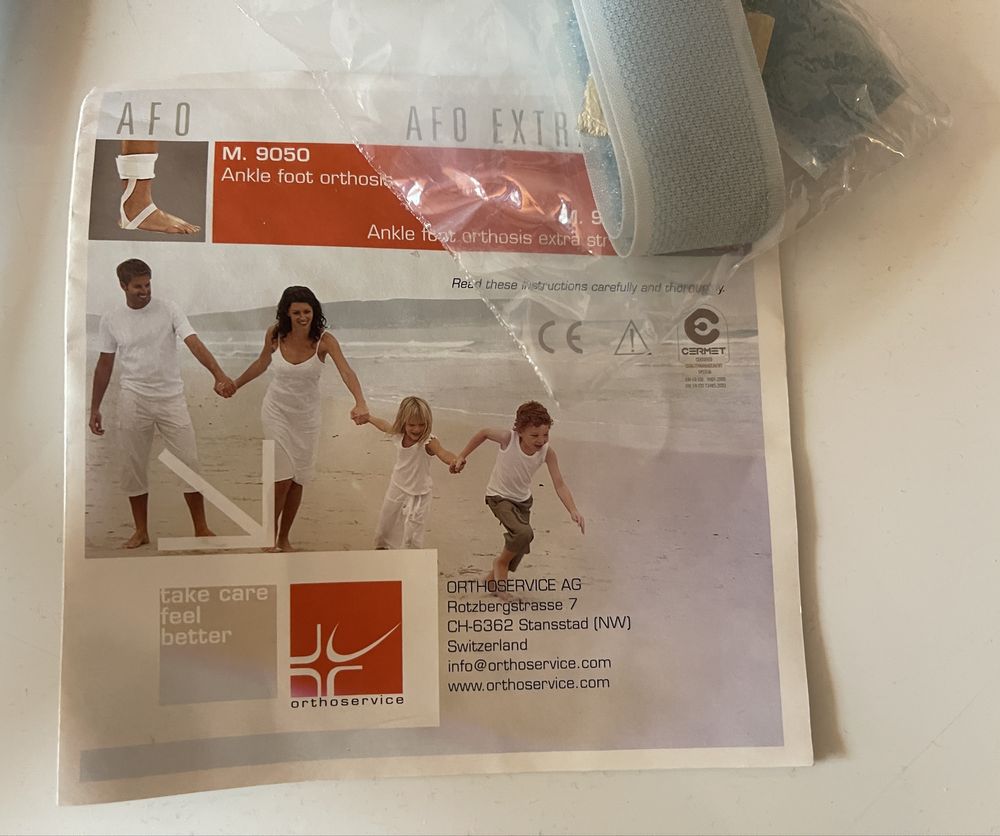 AFO
AFO EXTR
M. 9050
Ankle foot orthosis
M. 9
Ankle foot orthosis extra str
Read these instructions carefully and thoroughly.
CE
CERMET
take care
feel
better
orthoservice
ORTHOSERVICE AG
Rotzbergstrasse 7
CH-6362 Stansstad (NW)
Switzerland
info@orthoservice.com
www.orthoservice.com